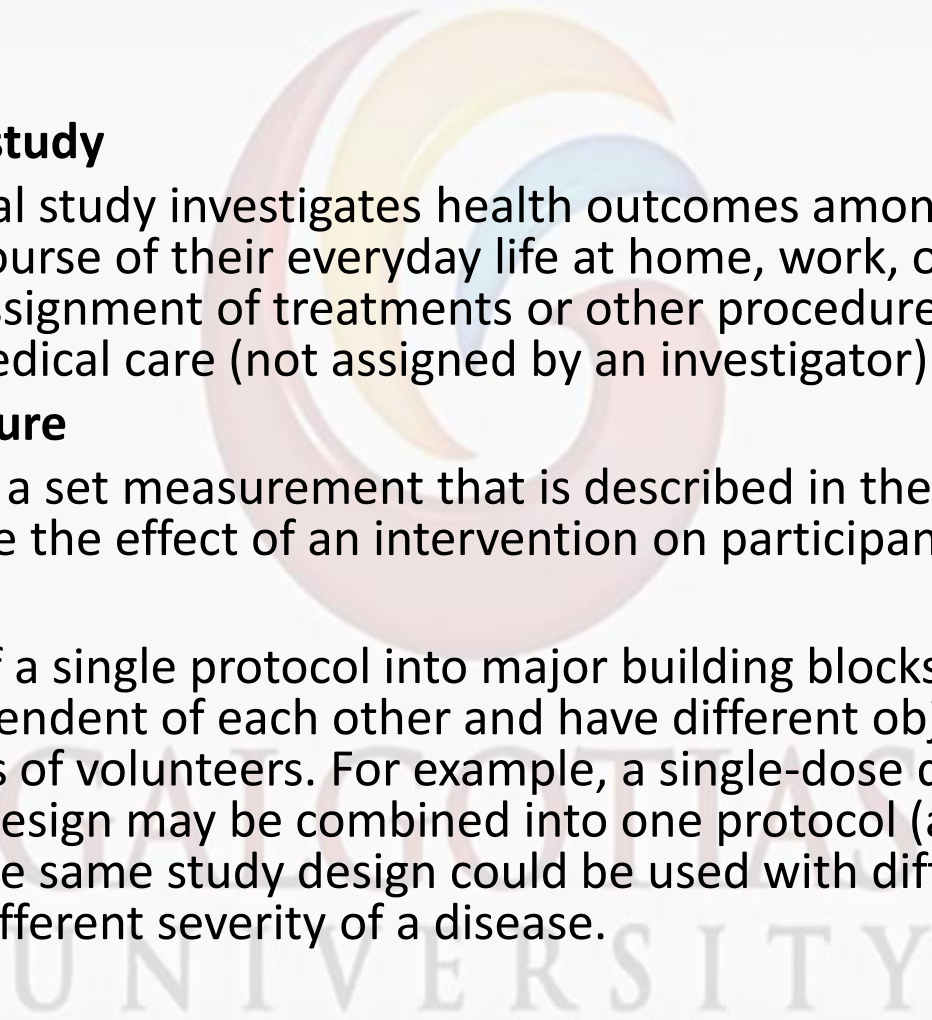 study
al study investigates health outcomes amon
ourse of their everyday life at home, work, o
ssignment of treatments or other procedure
edical care (not assigned by an investigator)
ure
a set measurement that is described in the
e the effect of an intervention on participan
f a single protocol into major building blocks
endent of each other and have different obj
s of volunteers. For example, a single-dose d
esign may be combined into one protocol (a
e same study design could be used with diff
fferent severity of a disease.
GALGOTIAS
UNIVERSITY